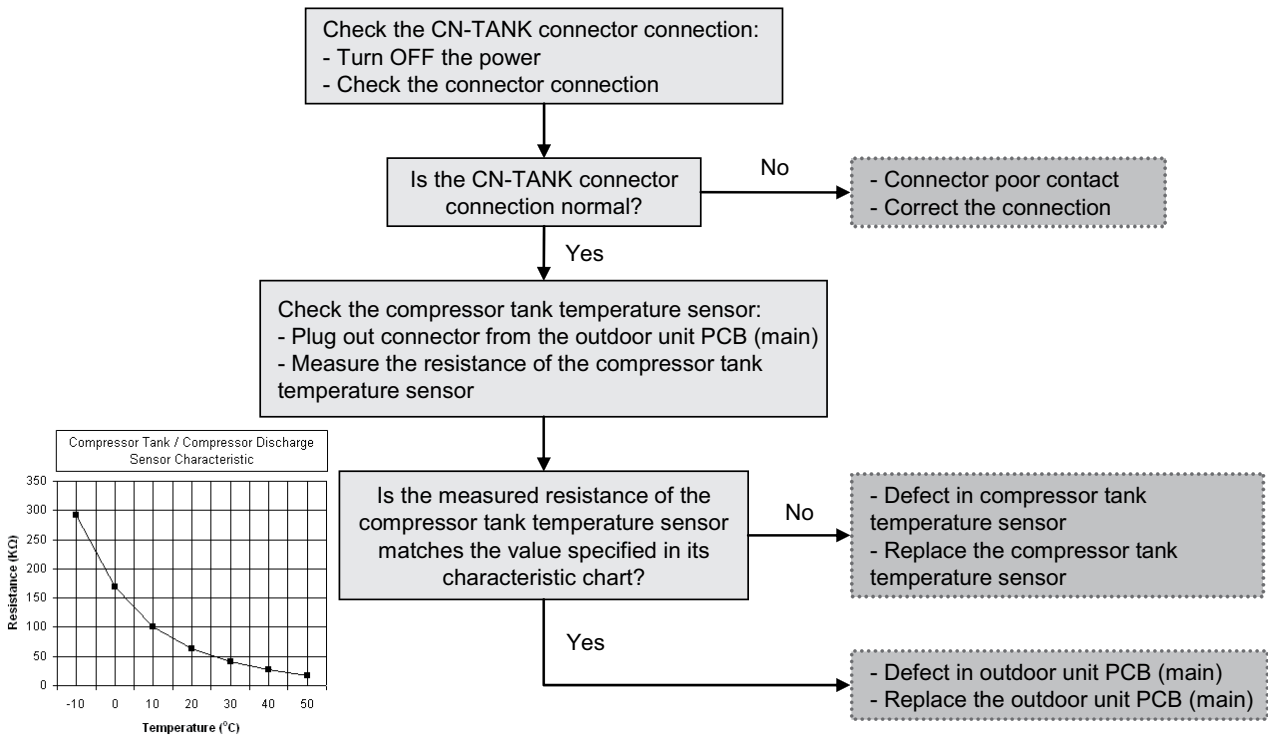 Check the CN-TANK connector connection:
- Turn OFF the power
- Check the connector connection
Is the CN-TANK connector
connection normal?
No
- Connector poor contact
- Correct the connection
Yes
Check the compressor tank temperature sensor:
- Plug out connector from the outdoor unit PCB (main)
- Measure the resistance of the compressor tank
temperature sensor
Compressor Tank / Compressor Discharge
Sensor Characteristic
Resistance (KΩ)
350
300
250
200
150
100
50
0
-10 0 10 20 30 40 50
Temperature (°C)
Is the measured resistance of the
compressor tank temperature sensor
matches the value specified in its
characteristic chart?
No
- Defect in compressor tank
temperature sensor
- Replace the compressor tank
temperature sensor
Yes
- Defect in outdoor unit PCB (main)
- Replace the outdoor unit PCB (main)